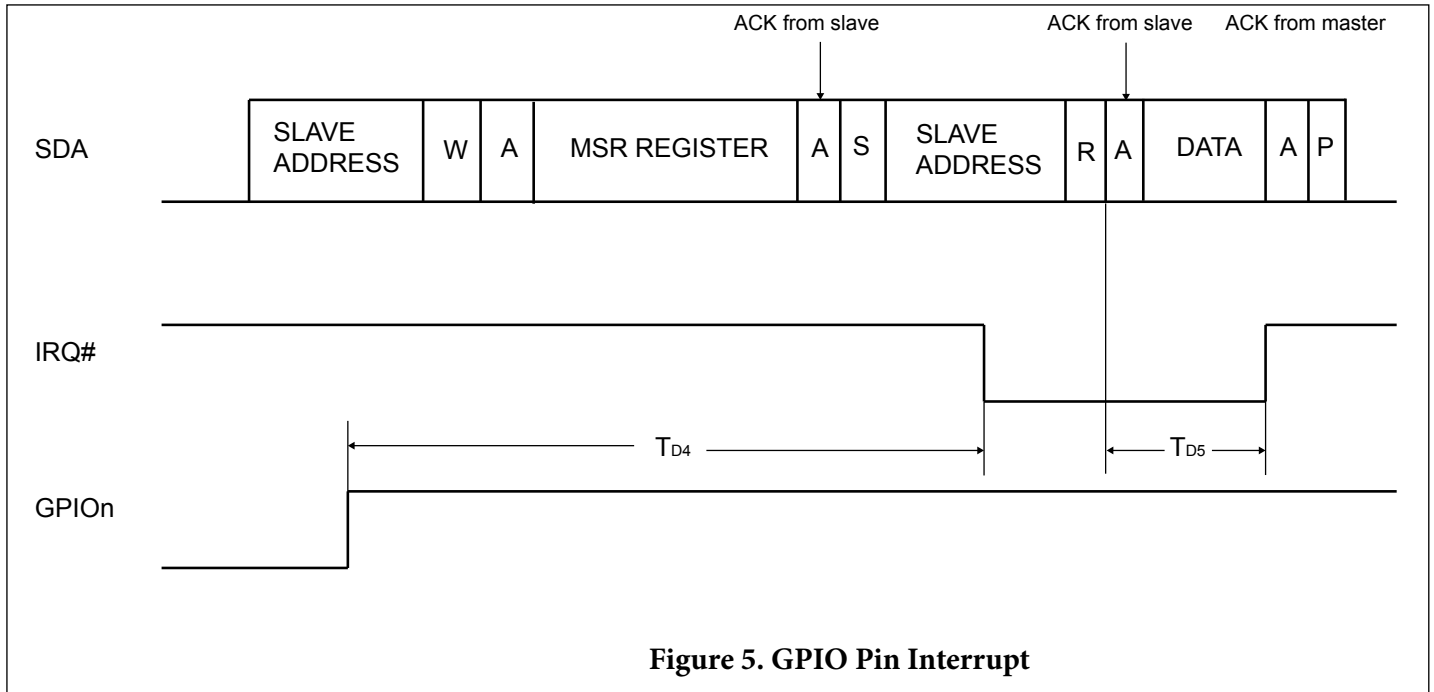 ACK from slave ACK from slave ACK from master
SDA
SLAVE
ADDRESS
W
A
MSR REGISTER
A
S
SLAVE
ADDRESS
R
A
DATA
A
P
IRQ#
TD4
TD5
GPIOn
Figure 5. GPIO Pin Interrupt